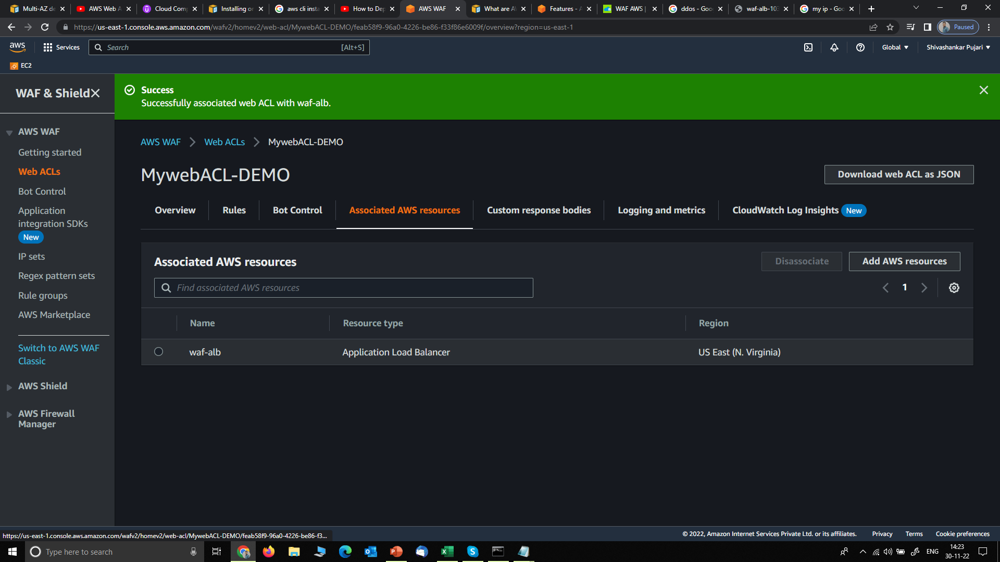 Multi-AZ de
AWS Web A
Cloud Comp
Installing or
aws cli insta
How to Dep
AWS WAF
What are A
Features - A
WAF AWS |
ddos - Goo
waf-alb-103
my ip - Goo
https://us-east-1.console.aws.amazon.com/wafv2/homev2/web-acl/MywebACL-DEMO/feab58f9-96a0-4226-be86-f33f86e6009f/overview?region=us-east-1
Paused
aws
Services
Search
[Alt+S]
Global
Shivashankar Pujari
EC2
WAF & Shield
Success
Successfully associated web ACL with waf-alb.
AWS WAF
Getting started
Web ACLs
Bot Control
Application
integration SDKs
New
IP sets
Regex pattern sets
Rule groups
AWS Marketplace
Switch to AWS WAF
Classic
AWS Shield
AWS Firewall
Manager
AWS WAF > Web ACLs > MywebACL-DEMO
MywebACL-DEMO
Download web ACL as JSON
Overview
Rules
Bot Control
Associated AWS resources
Custom response bodies
Logging and metrics
CloudWatch Log Insights New
Associated AWS resources
Disassociate
Add AWS resources
Find associated AWS resources
1
Name
Resource type
Region
waf-alb
Application Load Balancer
US East (N. Virginia)
https://us-east-1.console.aws.amazon.com/wafv2/homev2/web-acl/MywebACL-DEMO/feab58f9-96a0-4226-be86-f3...
© 2022, Amazon Internet Services Private Ltd. or its affiliates.
Privacy
Terms
Cookie preferences
Type here to search
ENG
14:23
30-11-22